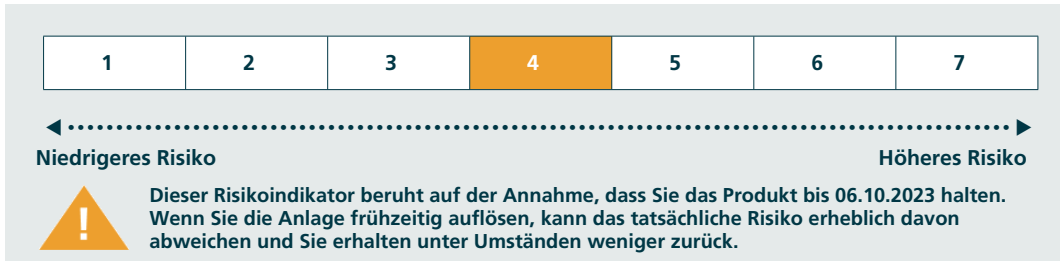 1 2 3 4 5 6 7
Niedrigeres Risiko Höheres Risiko
Dieser Risikoindikator beruht auf der Annahme, dass Sie das Produkt bis 06.10.2023 halten.
Wenn Sie die Anlage frühzeitig auflösen, kann das tatsächliche Risiko erheblich davon
abweichen und Sie erhalten unter Umständen weniger zurück.